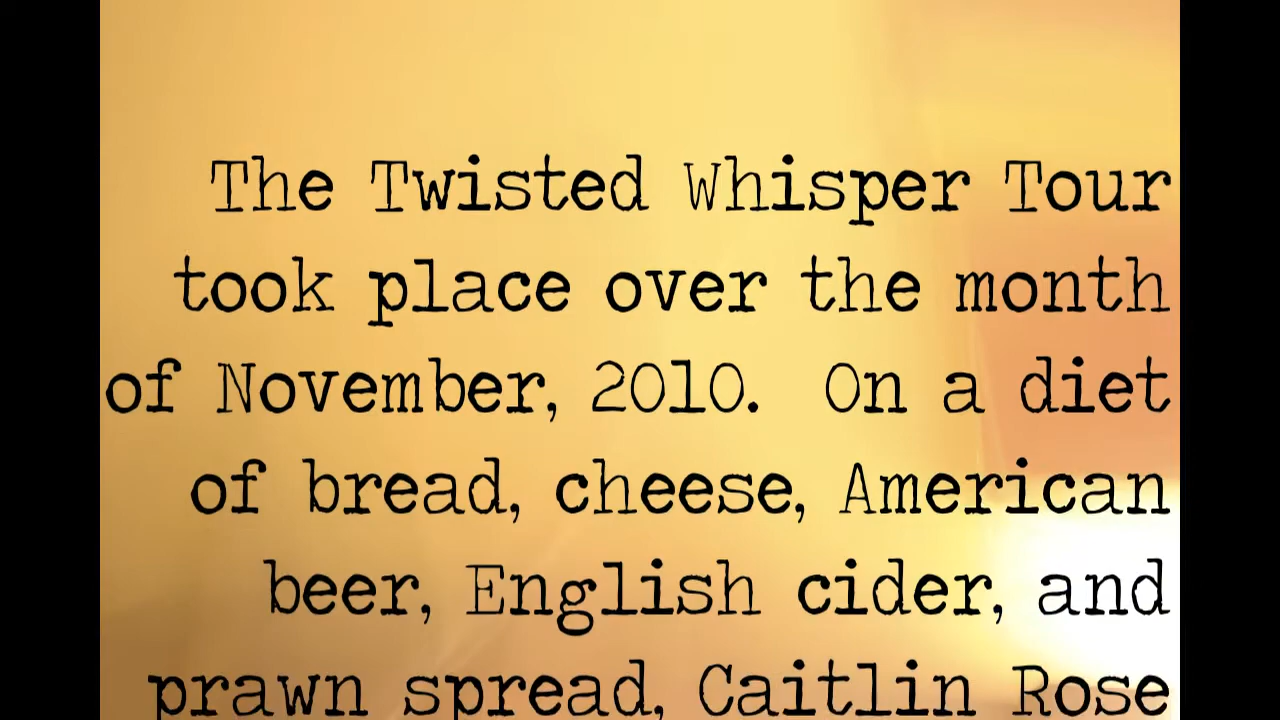 The Twisted Whisper Tour
took place over the month
of November, 2010.  On a diet
of bread, cheese, American
beer, English cider, and
prawn spread, Caitlin Rose